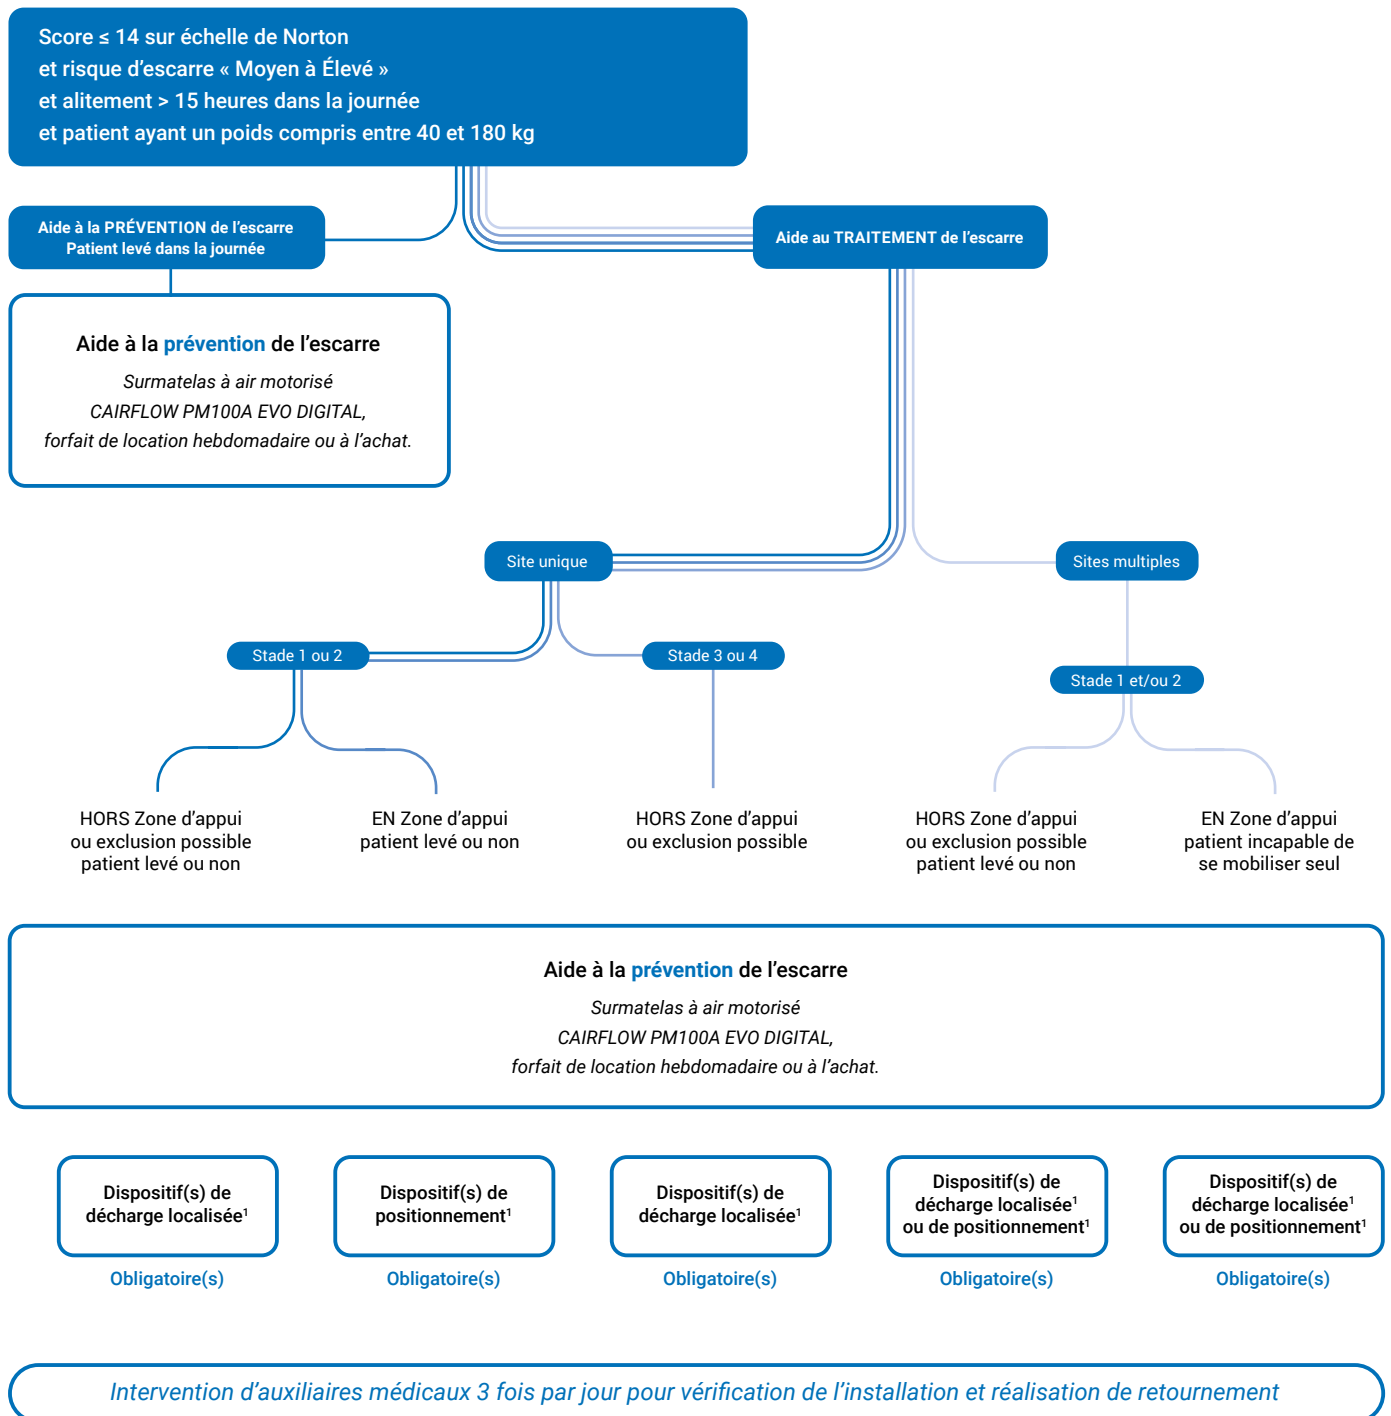 Score ≤ 14 sur échelle de Norton
et risque d’escarre « Moyen à Élevé »
et alitement > 15 heures dans la journée
et patient ayant un poids compris entre 40 et 180 kg
Aide à la PRÉVENTION de l’escarre
Patient levé dans la journée
Aide au TRAITEMENT de l’escarre
Aide à la prévention de l’escarre
Surmatelas à air motorisé
CAIRFLOW PM100A EVO DIGITAL,
forfait de location hebdomadaire ou à l’achat.
Site unique
Sites multiples
Stade 1 ou 2
Stade 3 ou 4
Stade 1 et/ou 2
HORS Zone d’appui
ou exclusion possible
patient levé ou non
EN Zone d’appui
patient levé ou non
HORS Zone d’appui
ou exclusion possible
HORS Zone d’appui
ou exclusion possible
patient levé ou non
EN Zone d’appui
patient incapable de
se mobiliser seul
Aide à la prévention de l’escarre
Surmatelas à air motorisé
CAIRFLOW PM100A EVO DIGITAL,
forfait de location hebdomadaire ou à l’achat.
Dispositif(s) de
décharge localisée¹
Obligatoire(s)
Dispositif(s) de
positionnement¹
Obligatoire(s)
Dispositif(s) de
décharge localisée¹
Obligatoire(s)
Dispositif(s) de
décharge localisée¹
ou de positionnement¹
Obligatoire(s)
Dispositif(s) de
décharge localisée¹
ou de positionnement¹
Obligatoire(s)
Intervention d’auxiliaires médicaux 3 fois par jour pour vérification de l’installation et réalisation de retournement